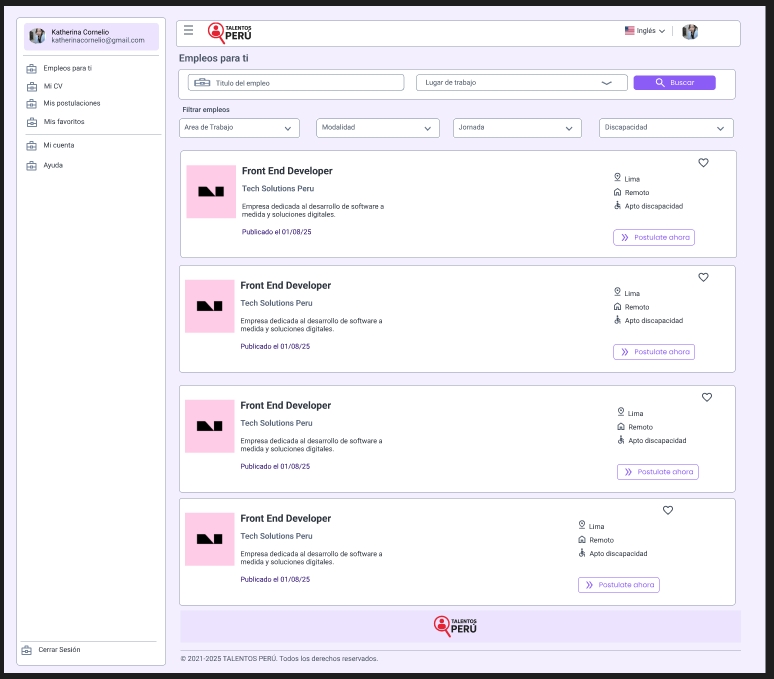 Katherina Cornelio
katherinacornelio@gmail.com
Empleos para ti
Mi CV
Mis postulaciones
Mis favoritos
Mi cuenta
Ayuda
Cerrar Sesión
TALENTOS
PERÚ
Inglés
Empleos para ti
Titulo del empleo
Lugar de trabajo
Buscar
Filtrar empleos
Area de Trabajo
Modalidad
Jornada
Discapacidad
Front End Developer
Tech Solutions Peru
Empresa dedicada al desarrollo de software a
medida y soluciones digitales.
Publicado el 01/08/25
Lima
Remoto
Apto discapacidad
Postulate ahora
Front End Developer
Tech Solutions Peru
Empresa dedicada al desarrollo de software a
medida y soluciones digitales.
Publicado el 01/08/25
Lima
Remoto
Apto discapacidad
Postulate ahora
Front End Developer
Tech Solutions Peru
Empresa dedicada al desarrollo de software a
medida y soluciones digitales.
Publicado el 01/08/25
Lima
Remoto
Apto discapacidad
Postulate ahora
Front End Developer
Tech Solutions Peru
Empresa dedicada al desarrollo de software a
medida y soluciones digitales.
Publicado el 01/08/25
Lima
Remoto
Apto discapacidad
Postulate ahora
TALENTOS
PERÚ
© 2021-2025 TALENTOS PERÚ. Todos los derechos reservados.